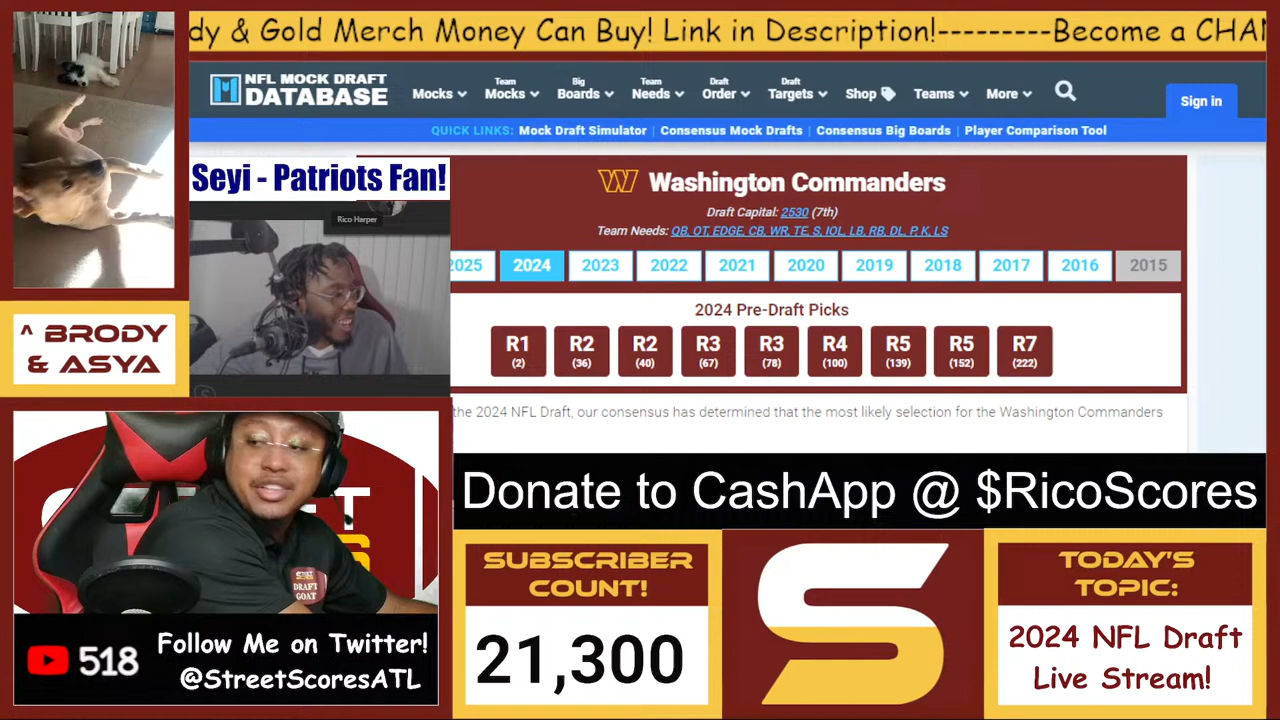 dy & Gold Merch Money Can Buy! Link in Description!---------Become a CHA
NFL MOCK DRAFT
DATABASE
Mocks
Team
Mocks
Big
Boards
Team
Needs
Draft
Order
Draft
Targets
Shop
Teams
More
Sign in
QUICK LINKS: Mock Draft Simulator | Consensus Mock Drafts | Consensus Big Boards | Player Comparison Tool
Seyi - Patriots Fan!
Rico Harper
W Washington Commanders
Draft Capital: 2530 (7th)
Team Needs: QB, OT, EDGE, CB, WR, TE, S, IOL, LB, RB, DL, P, K, LS
2025 2024 2023 2022 2021 2020 2019 2018 2017 2016 2015
2024 Pre-Draft Picks
R1 R2 R2 R3 R3 R4 R5 R5 R7
(2) (36) (40) (67) (78) (100) (139) (152) (222)
the 2024 NFL Draft, our consensus has determined that the most likely selection for the Washington Commanders
^ BRODY
& ASYA
DRAFT
GOAT
Donate to CashApp @ $RicoScores
SUBSCRIBER
COUNT!
21,300
S
TODAY'S
TOPIC:
2024 NFL Draft
Live Stream!
518
Follow Me on Twitter!
@StreetScoresATL